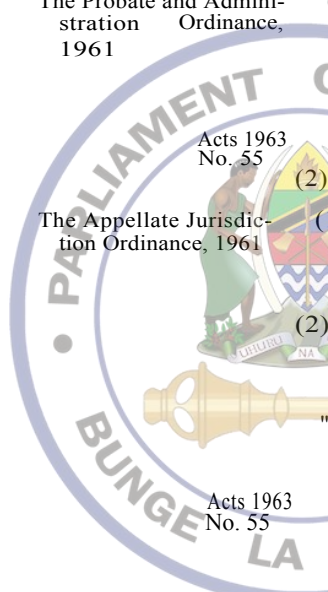 The Probate and Admini-
stration Ordinance,
1961
Acts 1963
No. 55
(2)
The Appellate Jurisdic-
tion Ordinance, 1961
(
(2)
"
Acts 1963
No. 55
PARLIAMENT
UHURU NA
BUNGE LA